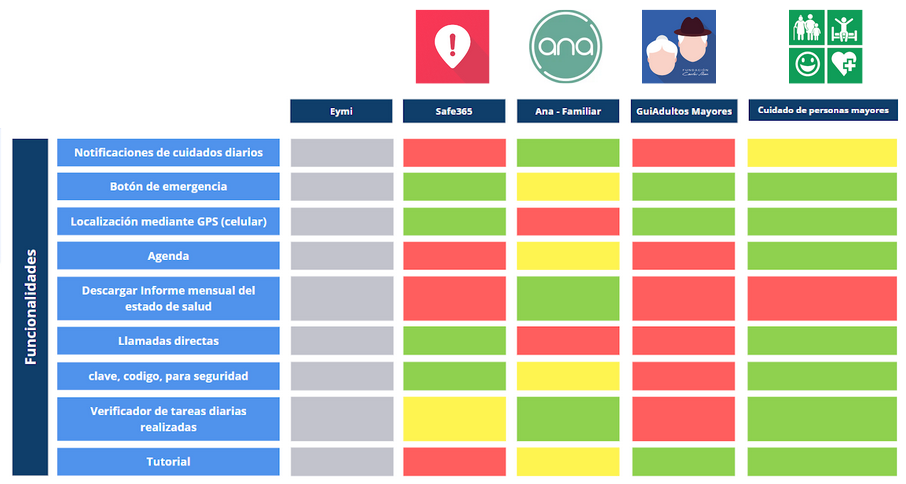 ana
Eymi
Safe365
Ana - Familiar
GuiAdultos Mayores
Cuidado de personas mayores
Funcionalidades
Notificaciones de cuidados diarios
Botón de emergencia
Localización mediante GPS (celular)
Agenda
Descargar Informe mensual del
estado de salud
Llamadas directas
clave, codigo, para seguridad
Verificador de tareas diarias
realizadas
Tutorial